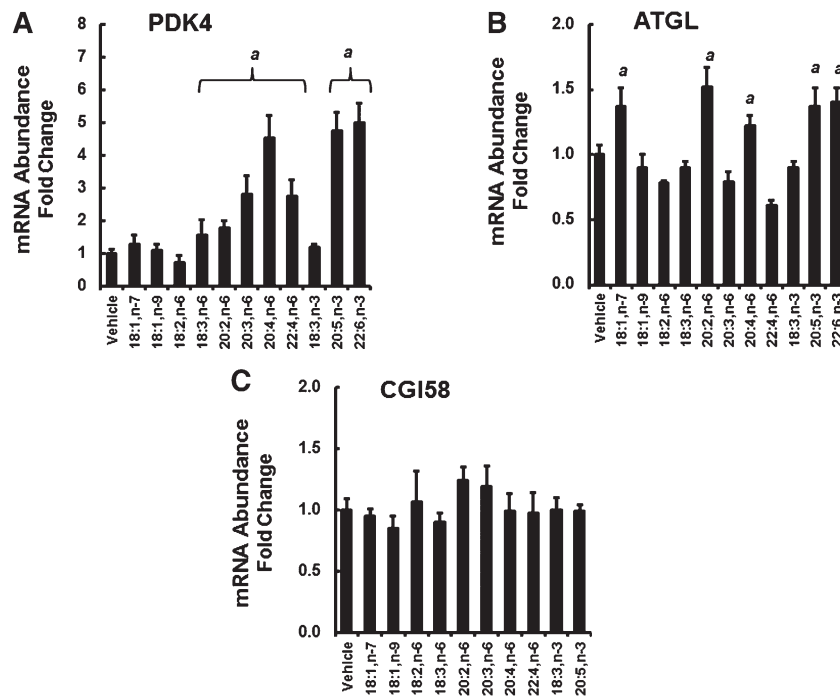 A
PDK4
mRNA Abundance
Fold Change
8
7
6
5
4
3
2
1
0
a
a
Vehicle
18:1,n-7
18:1,n-9
18:2,n-6
18:3,n-6
20:2,n-6
20:3,n-6
20:4,n-6
22:4,n-6
18:3,n-3
20:5,n-3
22:6,n-3
B
ATGL
mRNA Abundance
Fold Change
2.0
1.5
1.0
0.5
0.0
a
a
a
a
a
Vehicle
18:1,n-7
18:1,n-9
18:2,n-6
18:3,n-6
20:2,n-6
20:3,n-6
20:4,n-6
22:4,n-6
18:3,n-3
20:5,n-3
22:6,n-3
C
CGI58
mRNA Abundance
Fold Change
2.0
1.5
1.0
0.5
0.0
Vehicle
18:1,n-7
18:1,n-9
18:2,n-6
18:3,n-6
20:2,n-6
20:3,n-6
20:4,n-6
22:4,n-6
18:3,n-3
20:5,n-3